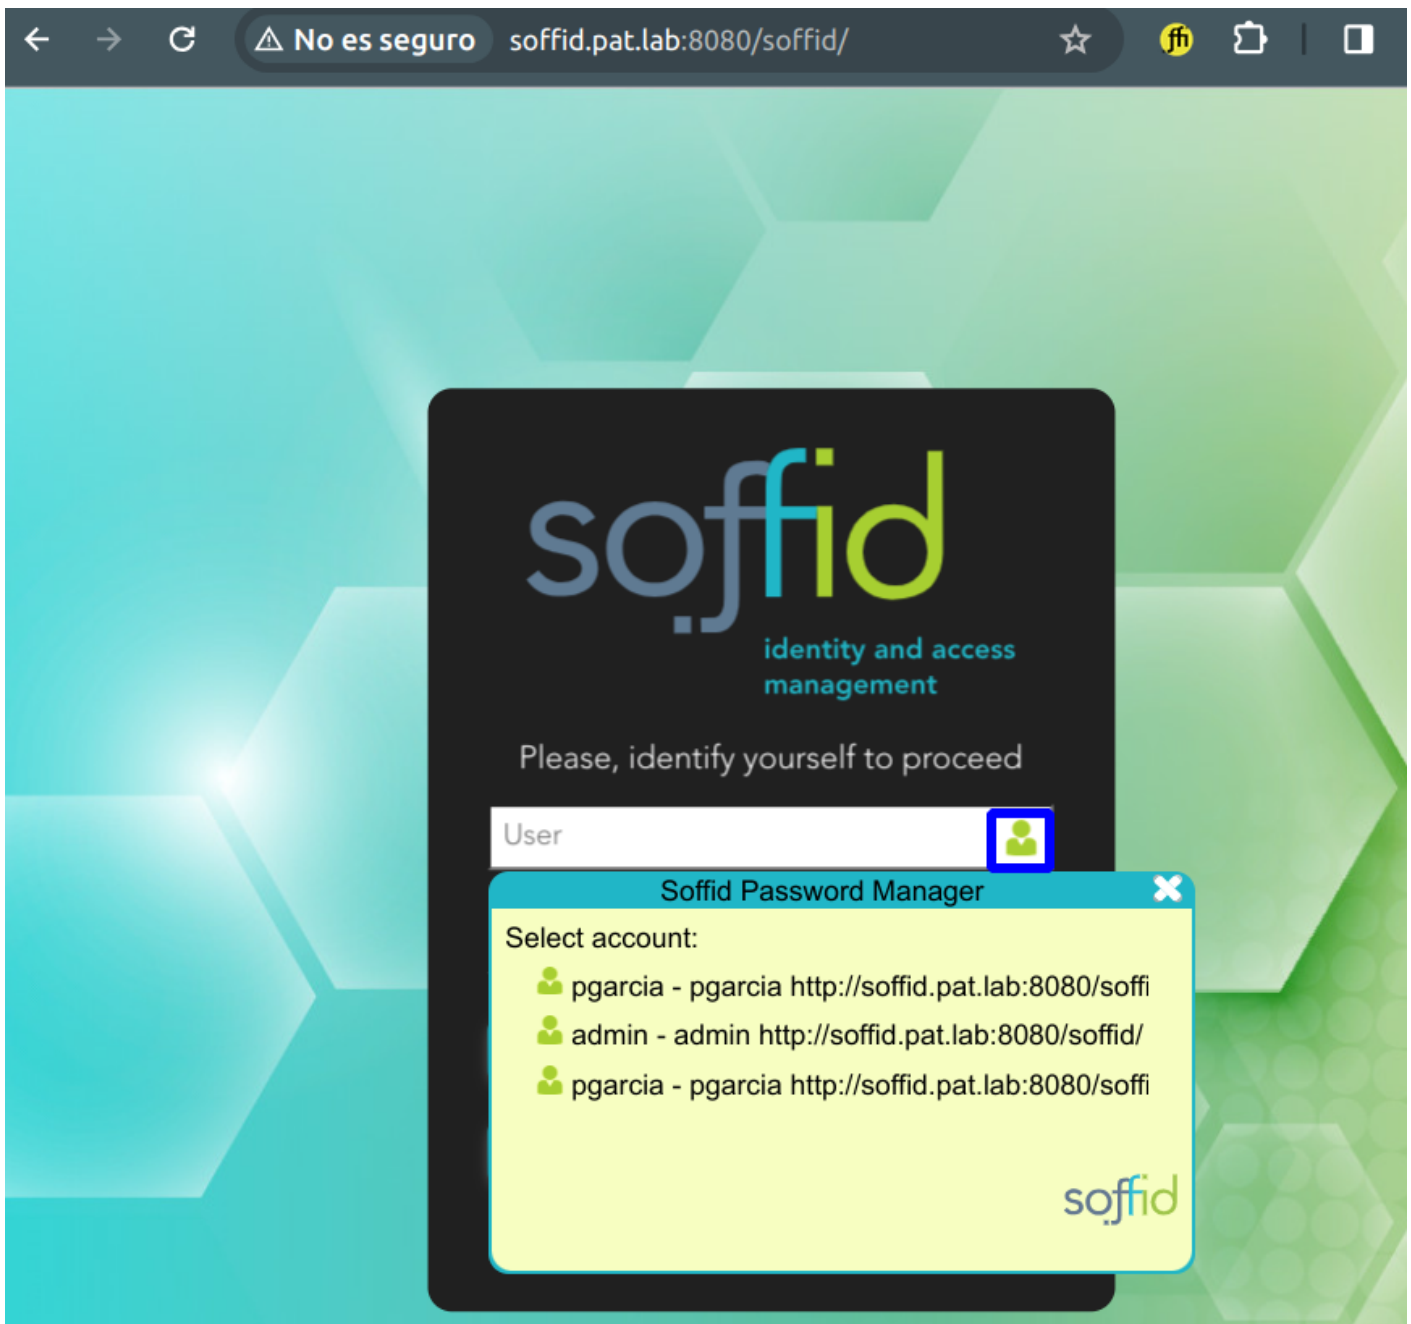 No es seguro soffid.pat.lab:8080/soffid/
soffid
identity and access
management
Please, identify yourself to proceed
User
Soffid Password Manager
Select account:
pgarcia - pgarcia http://soffid.pat.lab:8080/soffi
admin - admin http://soffid.pat.lab:8080/soffid/
pgarcia - pgarcia http://soffid.pat.lab:8080/soffi
soffid